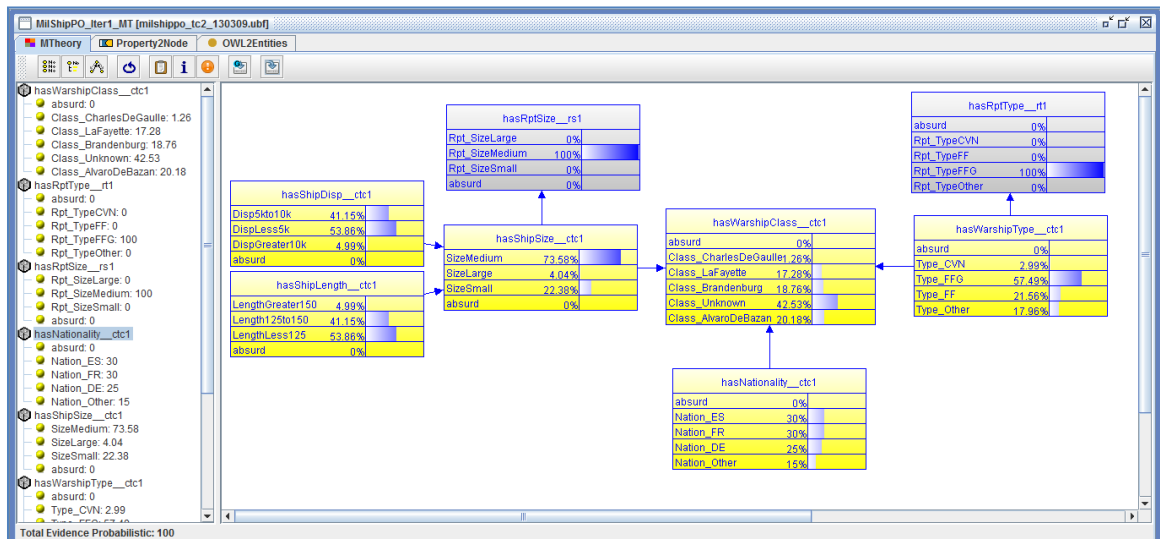 MilShipPO_Iter1_MT [milshippo_tc2_130309.ubf]
MTheory
Property2Node
OWL2Entities
hasWarshipClass__ctc1
absurd: 0
Class_CharlesDeGaulle: 1.26
Class_LaFayette: 17.28
Class_Brandenburg: 18.76
Class_Unknown: 42.53
Class_AlvaroDeBazan: 20.18
hasRptType__rt1
absurd: 0
Rpt_TypeCVN: 0
Rpt_TypeFF: 0
Rpt_TypeFFG: 100
Rpt_TypeOther: 0
hasRptSize__rs1
Rpt_SizeLarge: 0
Rpt_SizeMedium: 100
Rpt_SizeSmall: 0
absurd: 0
hasNationality__ctc1
absurd: 0
Nation_ES: 30
Nation_FR: 30
Nation_DE: 25
Nation_Other: 15
hasShipSize__ctc1
SizeMedium: 73.58
SizeLarge: 4.04
SizeSmall: 22.38
absurd: 0
hasWarshipType__ctc1
absurd: 0
Type_CVN: 2.99
hasRptSize__rs1
Rpt_SizeLarge 0%
Rpt_SizeMedium 100%
Rpt_SizeSmall 0%
absurd 0%
hasRptType__rt1
absurd 0%
Rpt_TypeCVN 0%
Rpt_TypeFF 0%
Rpt_TypeFFG 100%
Rpt_TypeOther 0%
hasShipDisp__ctc1
Disp5kto10k 41.15%
DispLess5k 53.86%
DispGreater10k 4.99%
absurd 0%
hasShipLength__ctc1
LengthGreater150 4.99%
Length125to150 41.15%
LengthLess125 53.86%
absurd 0%
hasShipSize__ctc1
SizeMedium 73.58%
SizeLarge 4.04%
SizeSmall 22.38%
absurd 0%
hasWarshipClass__ctc1
absurd 0%
Class_CharlesDeGaulle 1.26%
Class_LaFayette 17.28%
Class_Brandenburg 18.76%
Class_Unknown 42.53%
Class_AlvaroDeBazan 20.18%
hasWarshipType__ctc1
absurd 0%
Type_CVN 2.99%
Type_FFG 57.49%
Type_FF 21.56%
Type_Other 17.96%
hasNationality__ctc1
absurd 0%
Nation_ES 30%
Nation_FR 30%
Nation_DE 25%
Nation_Other 15%
Total Evidence Probabilistic: 100